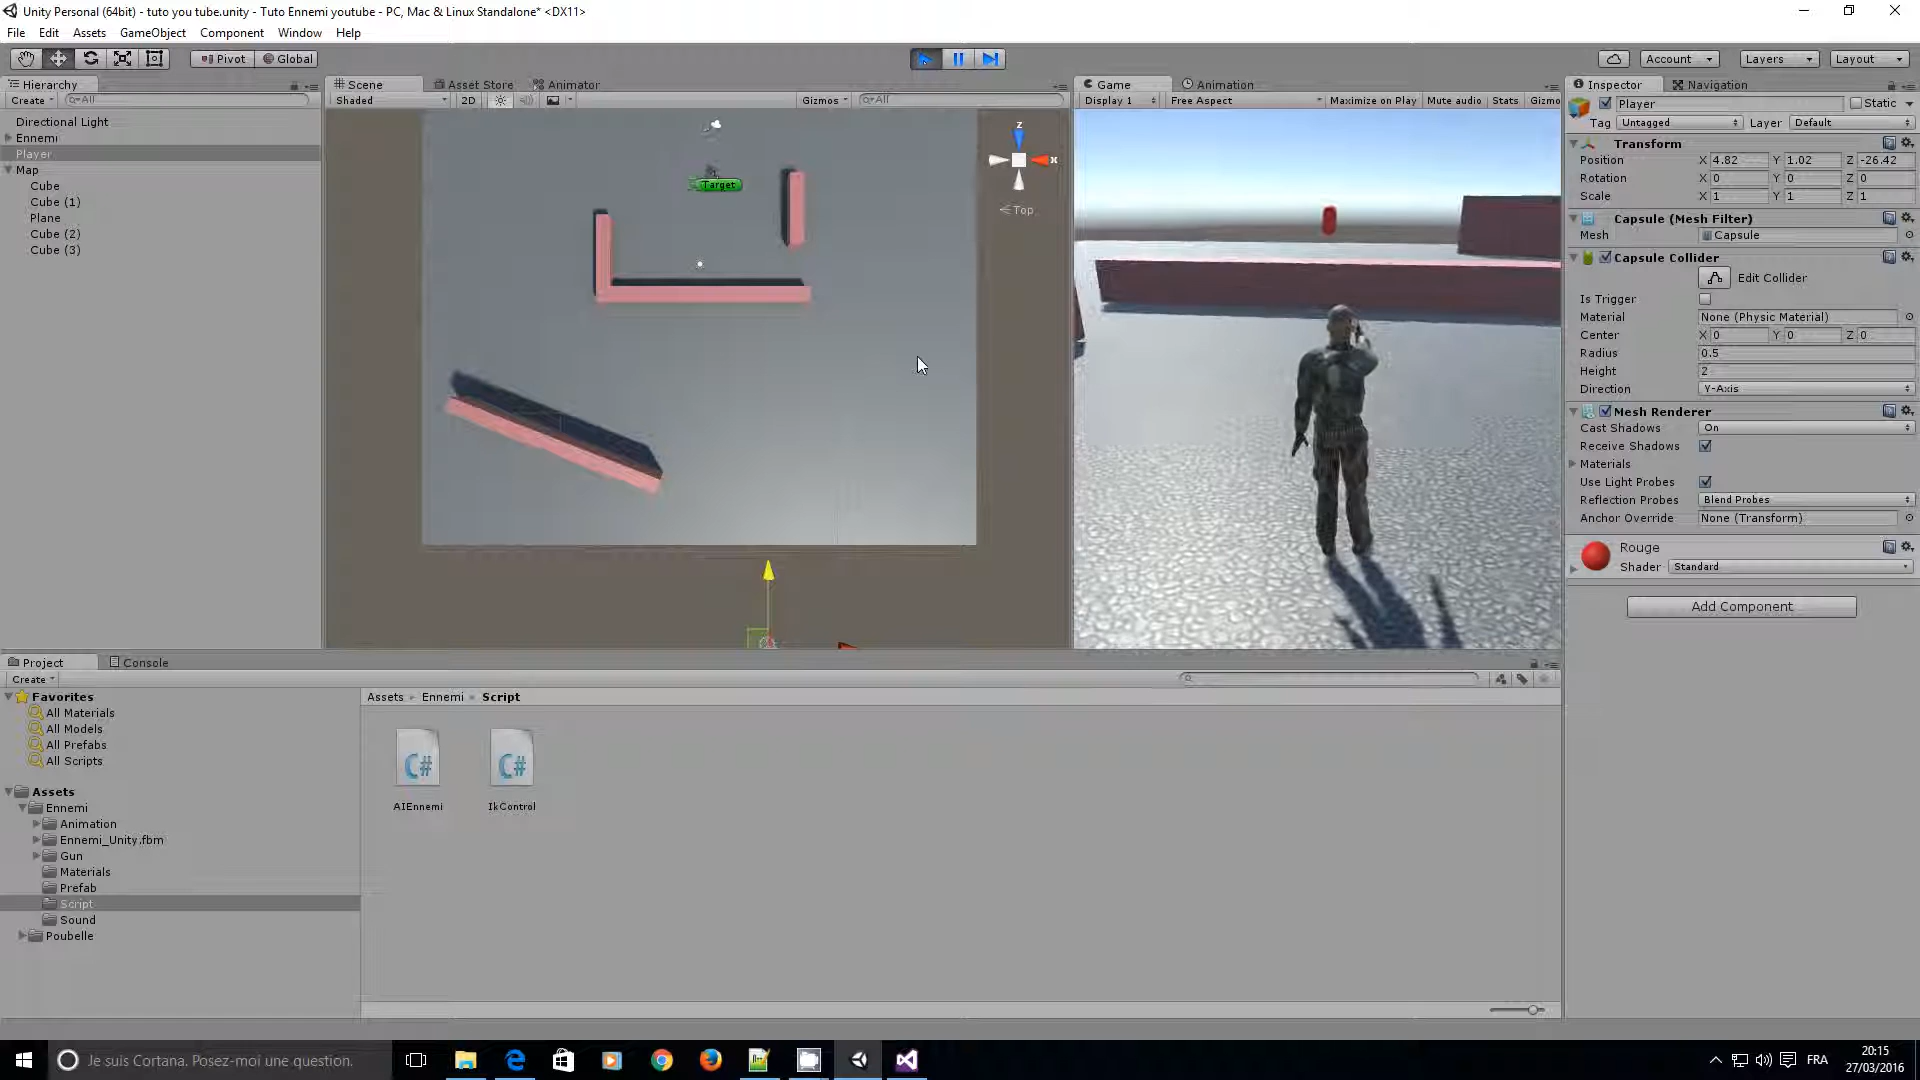 Unity Personal (64bit) - tuto you tube.unity - Tuto Ennemi youtube - PC, Mac & Linux Standalone* <DX11>
File Edit Assets GameObject Component Window Help
Pivot Global Account Layers Layout
Hierarchy Scene Asset Store Animator Game Animation Inspector Navigation
Create All Shaded 2D Gizmos All Display 1 Free Aspect Maximize on Play Mute audio Stats Gizmo Player Static
Tag Untagged Layer Default
Directional Light
Ennemi
Player
Map
Cube
Cube (1)
Plane
Cube (2)
Cube (3)
Target
z
x
Top
Transform
Position X 4.82 Y 1.02 Z -26.42
Rotation X 0 Y 0 Z 0
Scale X 1 Y 1 Z 1
Capsule (Mesh Filter)
Mesh Capsule
Capsule Collider
Edit Collider
Is Trigger
Material None (Physic Material)
Center X 0 Y 0 Z 0
Radius 0.5
Height 2
Direction Y-Axis
Mesh Renderer
Cast Shadows On
Receive Shadows
Materials
Use Light Probes
Reflection Probes Blend Probes
Anchor Override None (Transform)
Rouge
Shader Standard
Add Component
Project Console
Create
Favorites
All Materials
All Models
All Prefabs
All Scripts
Assets
Ennemi
Animation
Ennemi_Unity.fbm
Gun
Materials
Prefab
Script
Sound
Poubelle
Assets Ennemi Script
C# C#
AIEnnemi IkControl
Je suis Cortana. Posez-moi une question.
FRA
20:15
27/03/2016